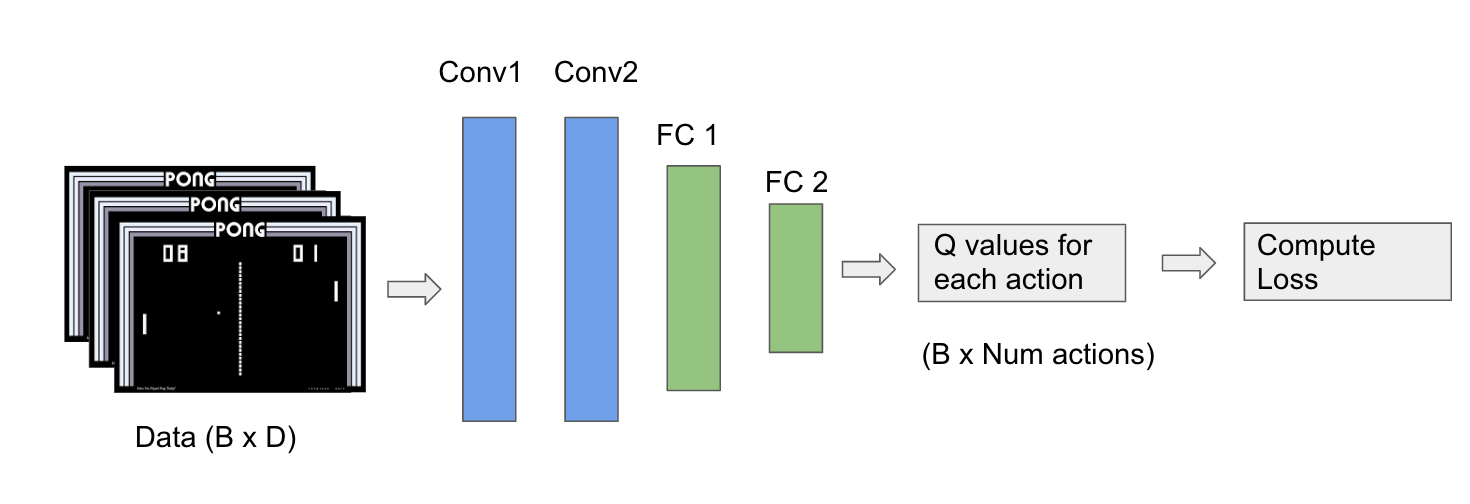 Conv1
Conv2
FC 1
FC 2
PONG
PONG
PONG
08
01
Q values for
each action
Compute
Loss
(B x Num actions)
Data (B x D)